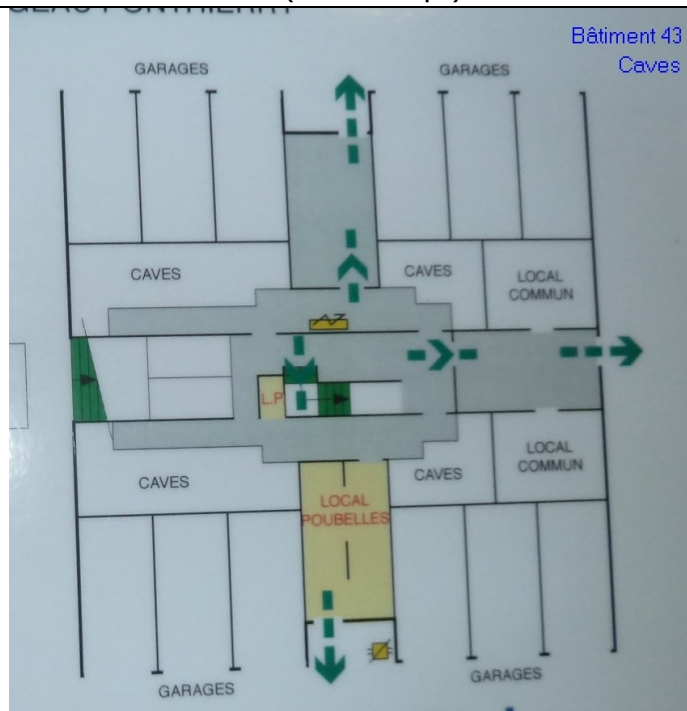 Bâtiment 43
Caves
GARAGES
GARAGES
CAVES
CAVES
LOCAL
COMMUN
L.P
LOCAL
COMMUN
CAVES
CAVES
LOCAL
POUBELLES
GARAGES
GARAGES